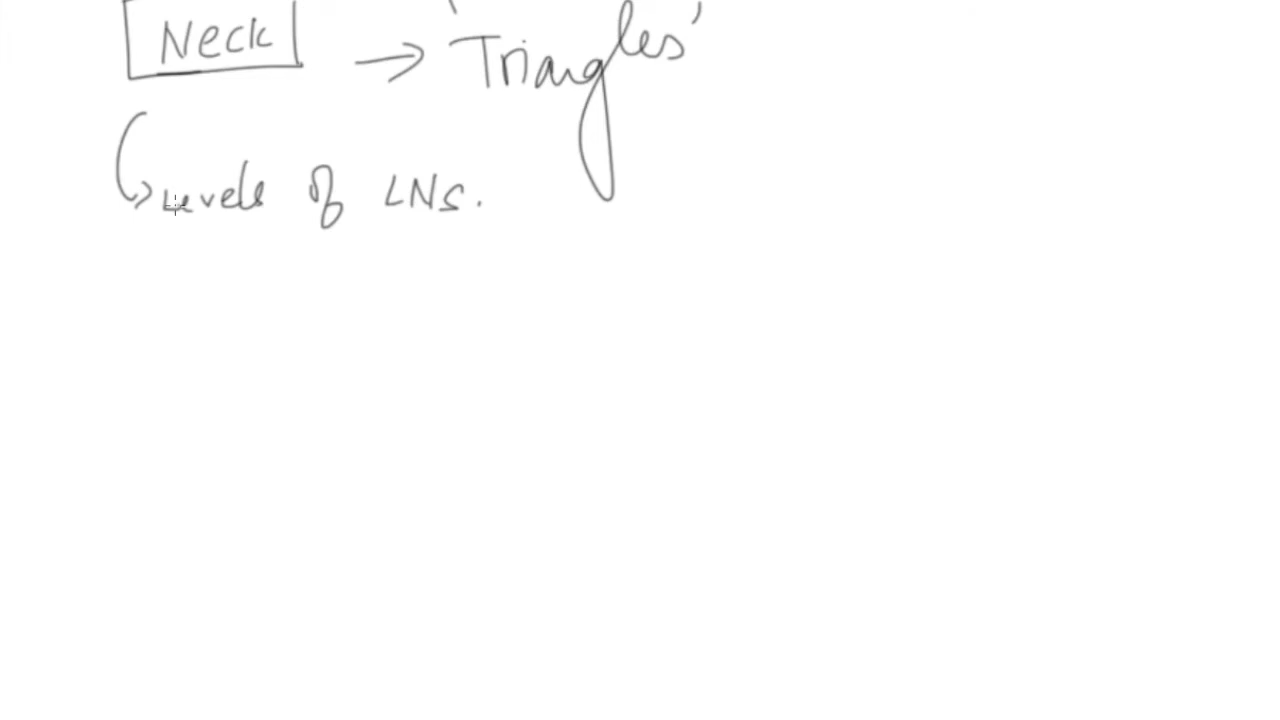 Neck → 'Triangles'
→ Levels of LNs.